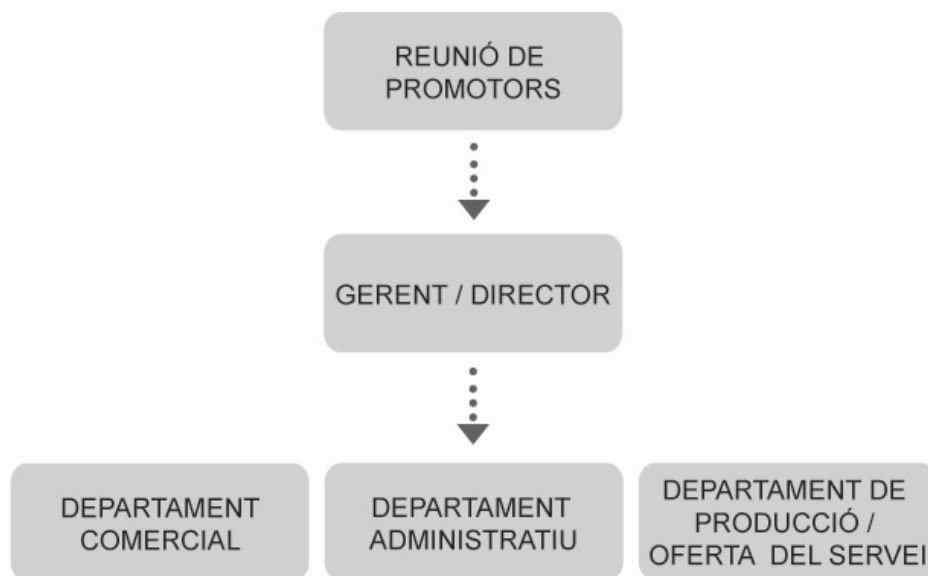 REUNIÓ DE
PROMOTORS
GERENT / DIRECTOR
DEPARTAMENT
COMERCIAL
DEPARTAMENT
ADMINISTRATIU
DEPARTAMENT DE
PRODUCCIÓ /
OFERTA DEL SERVEI